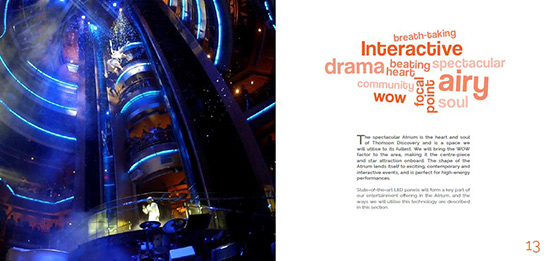 breath-taking
Interactive
drama beating spectacular
heart
community focal point airy
wow soul
The spectacular Atrium is the heart and soul
of Thomson Discovery and is a space we
will utilise to its fullest. We will bring the WOW
factor to the area, making it the centre-piece
and star attraction onboard. The shape of the
Atrium lends itself to exciting, contemporary and
interactive events, and is perfect for high-energy
performances.
State-of-the-art LED panels will form a key part of
our entertainment offering in the Atrium, and the
ways we will utilise this technology are described
in this section.
13